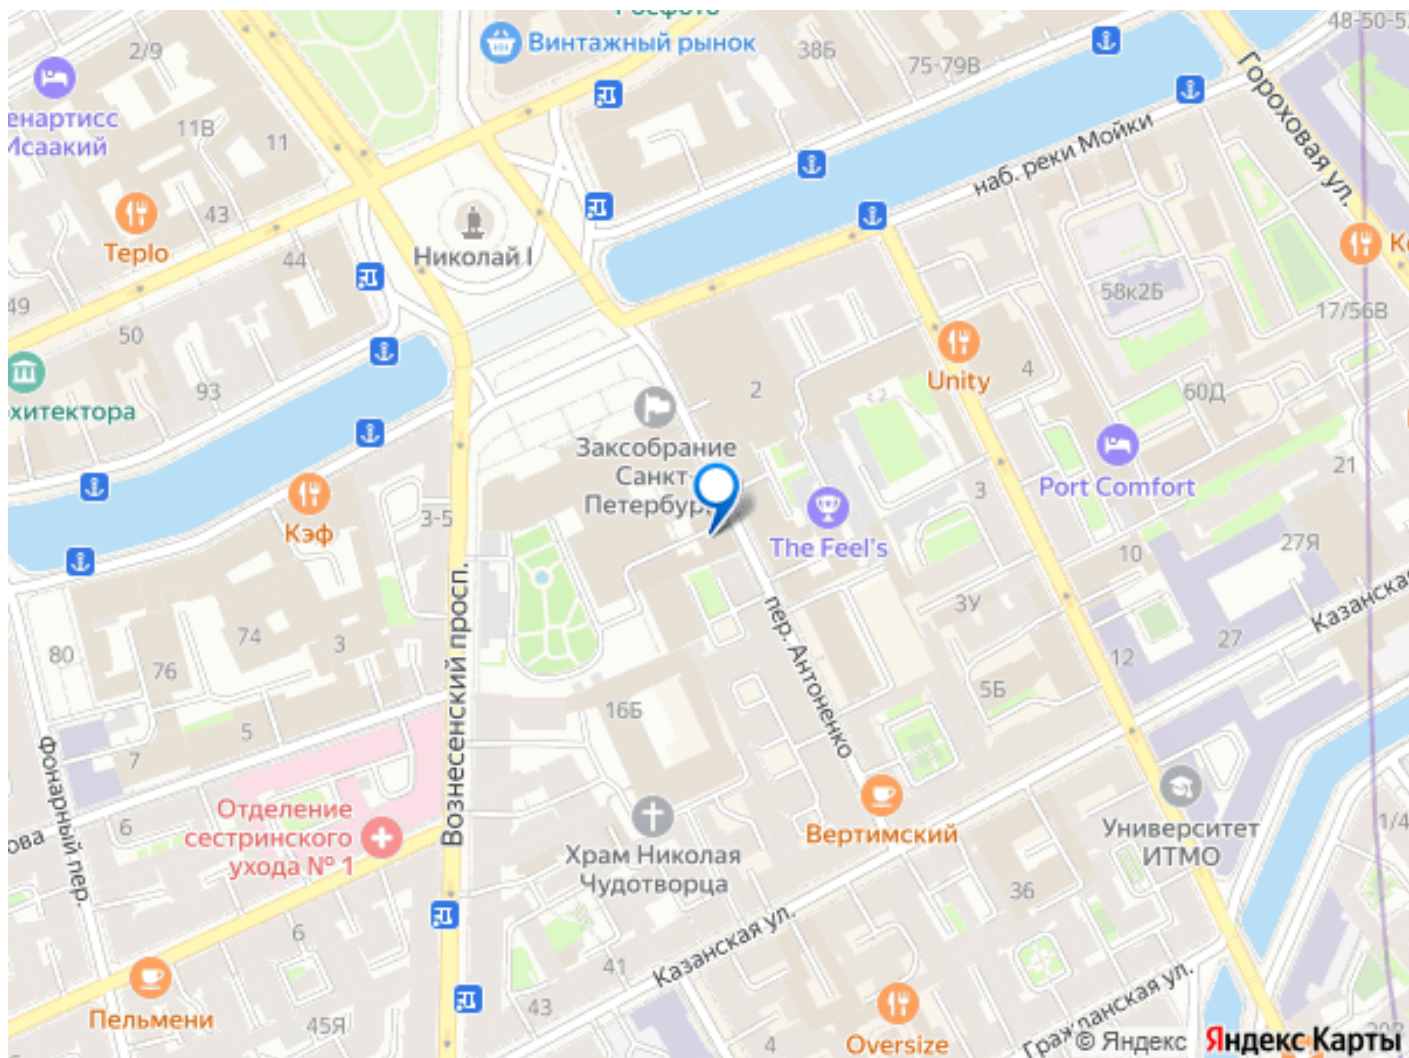 48-50-5
Винтажный рынок
38Б
75-79В
2/9
Гороховая ул.
енартисс
Исаакий
11В
11
наб. реки Мойки
43
Teplo
Николай I
44
49
50
58к2Б
17/56В
93
2
Unity
4
60Д
хитектора
Заксобрание
Санкт-
Петербур
Port Comfort
21
3
3-5
Кэф
The Feel's
10
27Я
Вознесенский просп.
3У
пер. Антоненко
Казанская
74
3
27
80
76
12
5Б
16Б
5
7
Фонарный пер.
Отделение
сестринского
ухода № 1
6
ова
Вертимский
Университет
ИТМО
1/4
Храм Николая
Чудотворца
36
6
Казанская ул.
41
43
Гражданская ул.
Пельмени
45Я
4
Oversize
© Яндекс Яндекс Карты